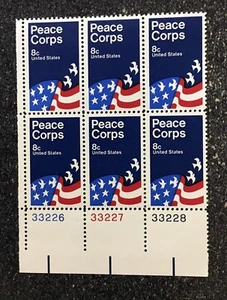 Peace Peace Peace
Corps Corps Corps
8c 8c 8c
United States United States United States
Peace Peace Peace
Corps Corps Corps
8c 8c 8c
United States United States United States
33226 33227 33228